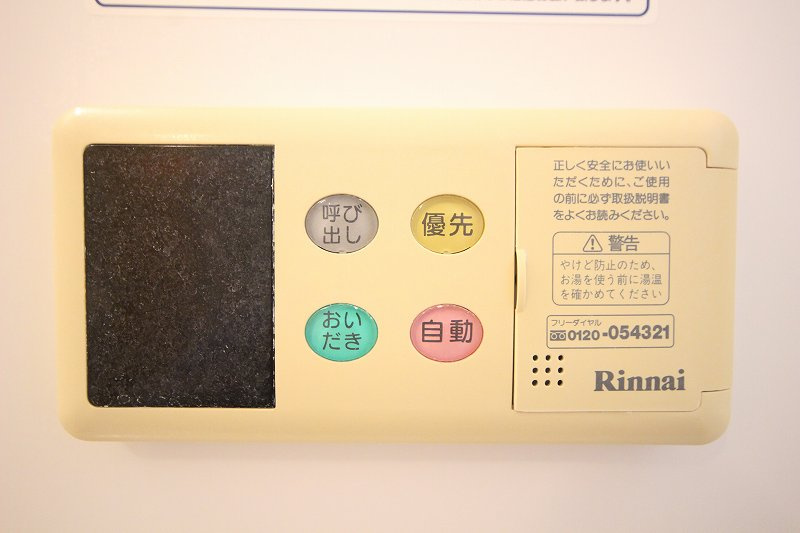 呼び
出し
優先
おい
だき
自動
正しく安全にお使いい
ただくために、ご使用
の前に必ず取扱説明書
をよくお読みください。
警告
やけど防止のため、
お湯を使う前に湯温
を確かめてください
フリーダイヤル
0120-054321
Rinnai